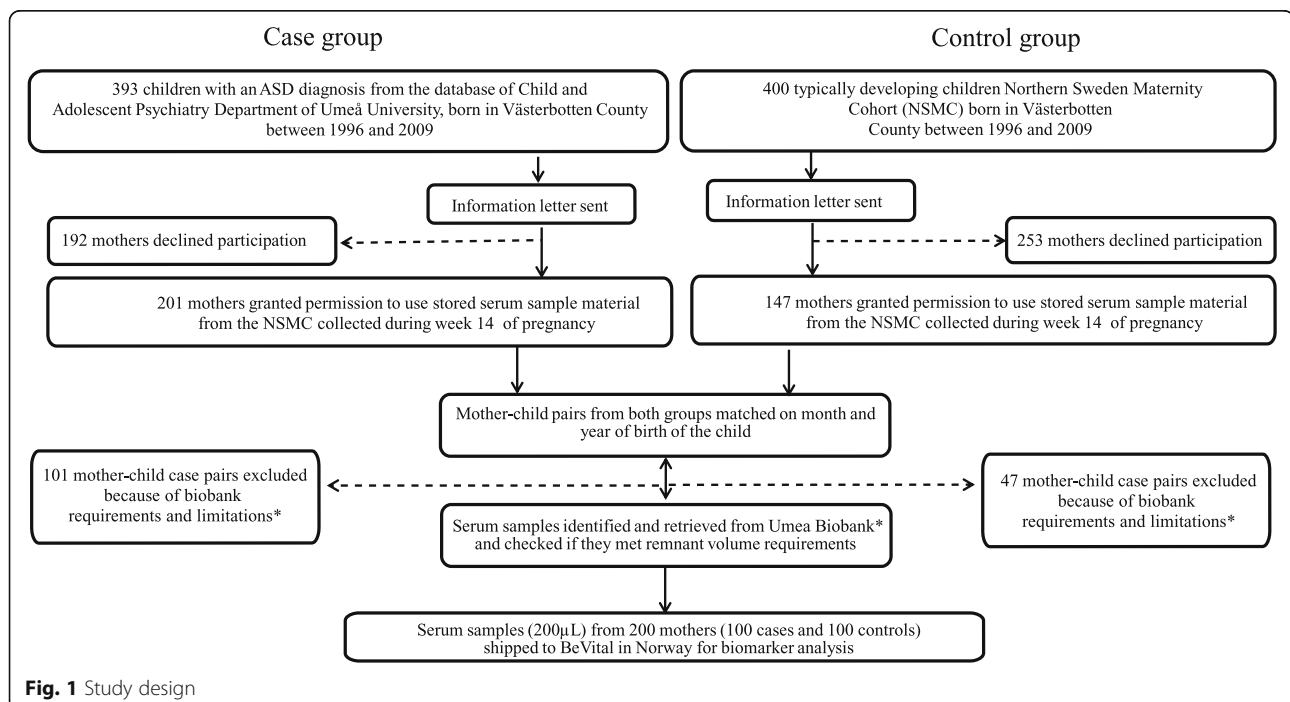 Case group
Control group
393 children with an ASD diagnosis from the database of Child and
Adolescent Psychiatry Department of Umeå University, born in Västerbotten County
between 1996 and 2009
400 typically developing children Northern Sweden Maternity
Cohort (NSMC) born in Västerbotten
County between 1996 and 2009
Information letter sent
Information letter sent
192 mothers declined participation
253 mothers declined participation
201 mothers granted permission to use stored serum sample material
from the NSMC collected during week 14 of pregnancy
147 mothers granted permission to use stored serum sample material
from the NSMC collected during week 14 of pregnancy
Mother-child pairs from both groups matched on month and
year of birth of the child
101 mother-child case pairs excluded
because of biobank
requirements and limitations*
47 mother-child case pairs excluded
because of biobank
requirements and limitations*
Serum samples identified and retrieved from Umea Biobank*
and checked if they met remnant volume requirements
Serum samples (200µL) from 200 mothers (100 cases and 100 controls)
shipped to BeVital in Norway for biomarker analysis
Fig. 1 Study design